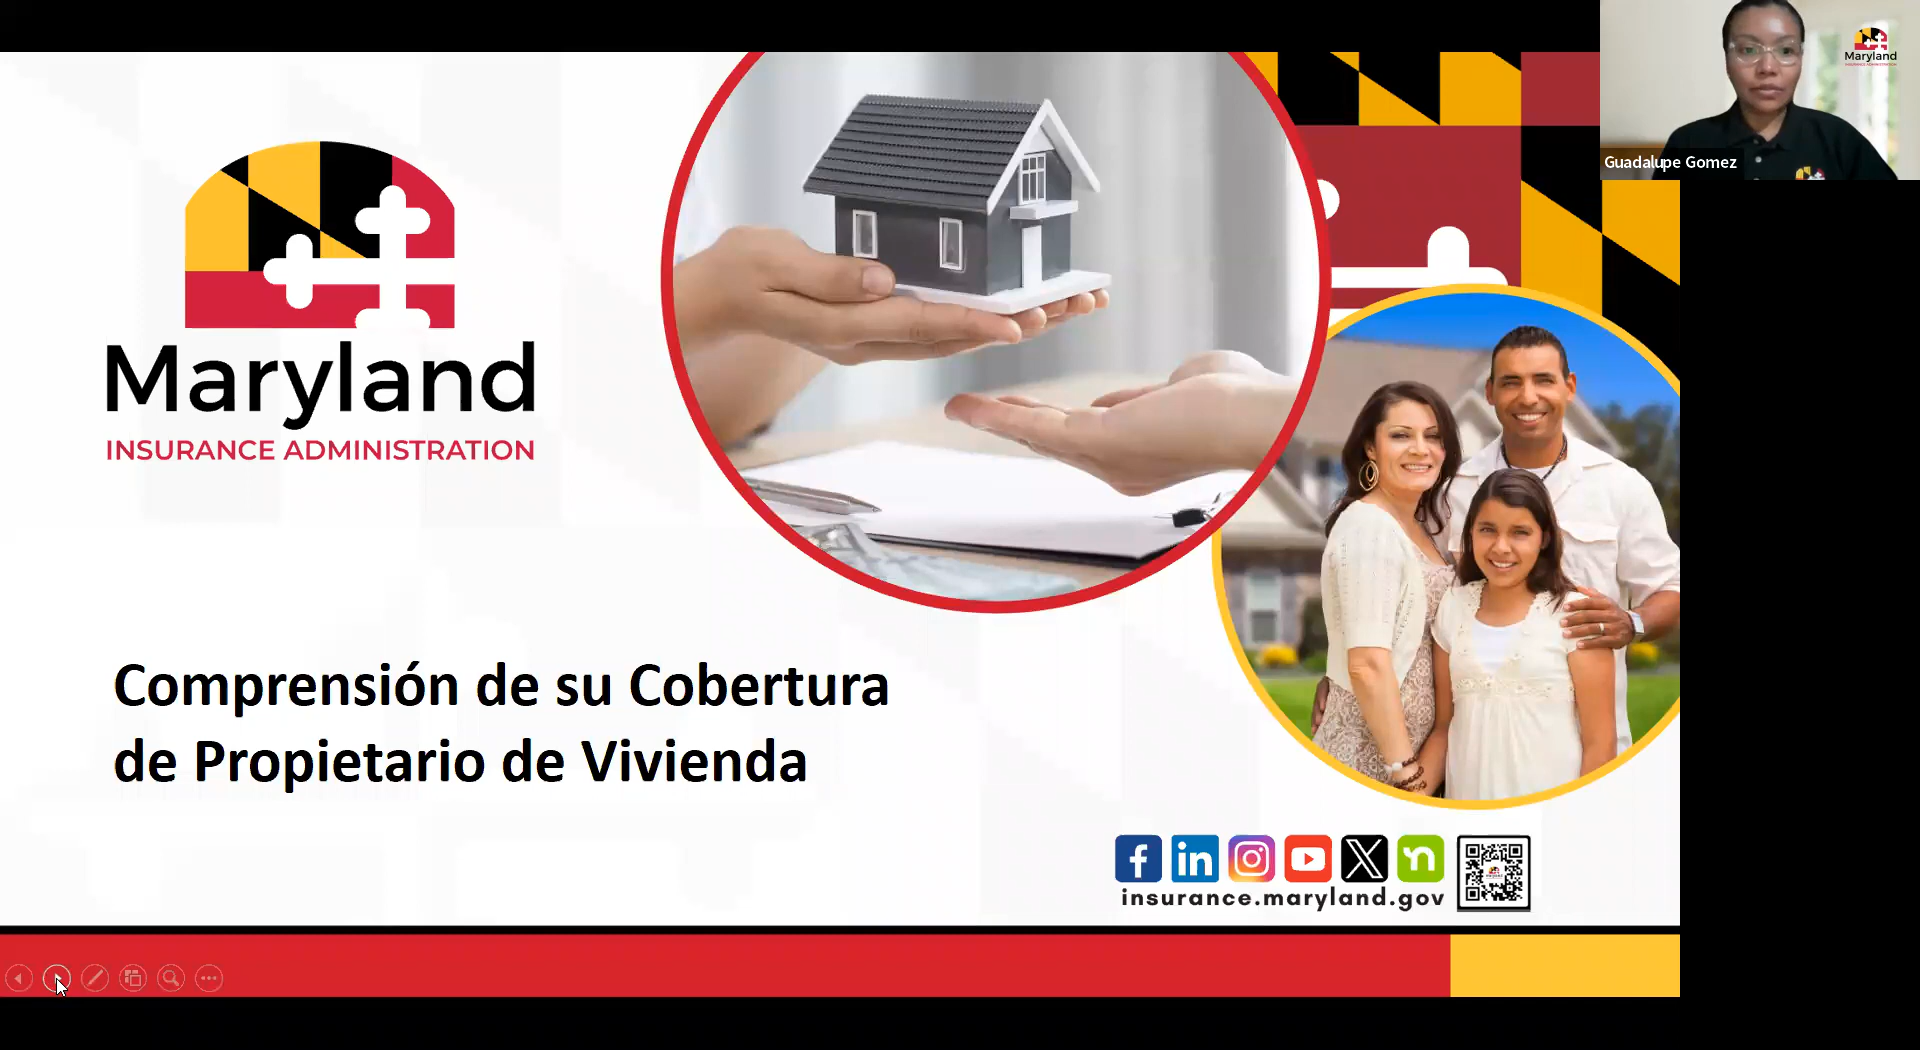 Maryland
INSURANCE ADMINISTRATION
Comprensión de su Cobertura
de Propietario de Vivienda
insurance.maryland.gov
Guadalupe Gomez
Maryland